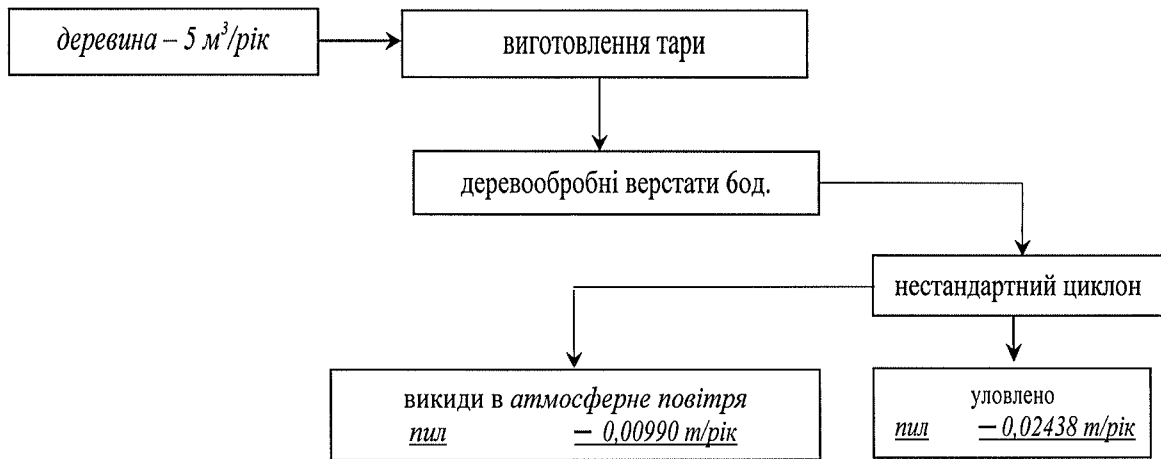 деревина – 5 м³/рік
виготовлення тари
деревообробні верстати 6од.
нестандартний циклон
викиди в атмосферне повітря
пил – 0,00990 т/рік
уловлено
пил – 0,02438 т/рік